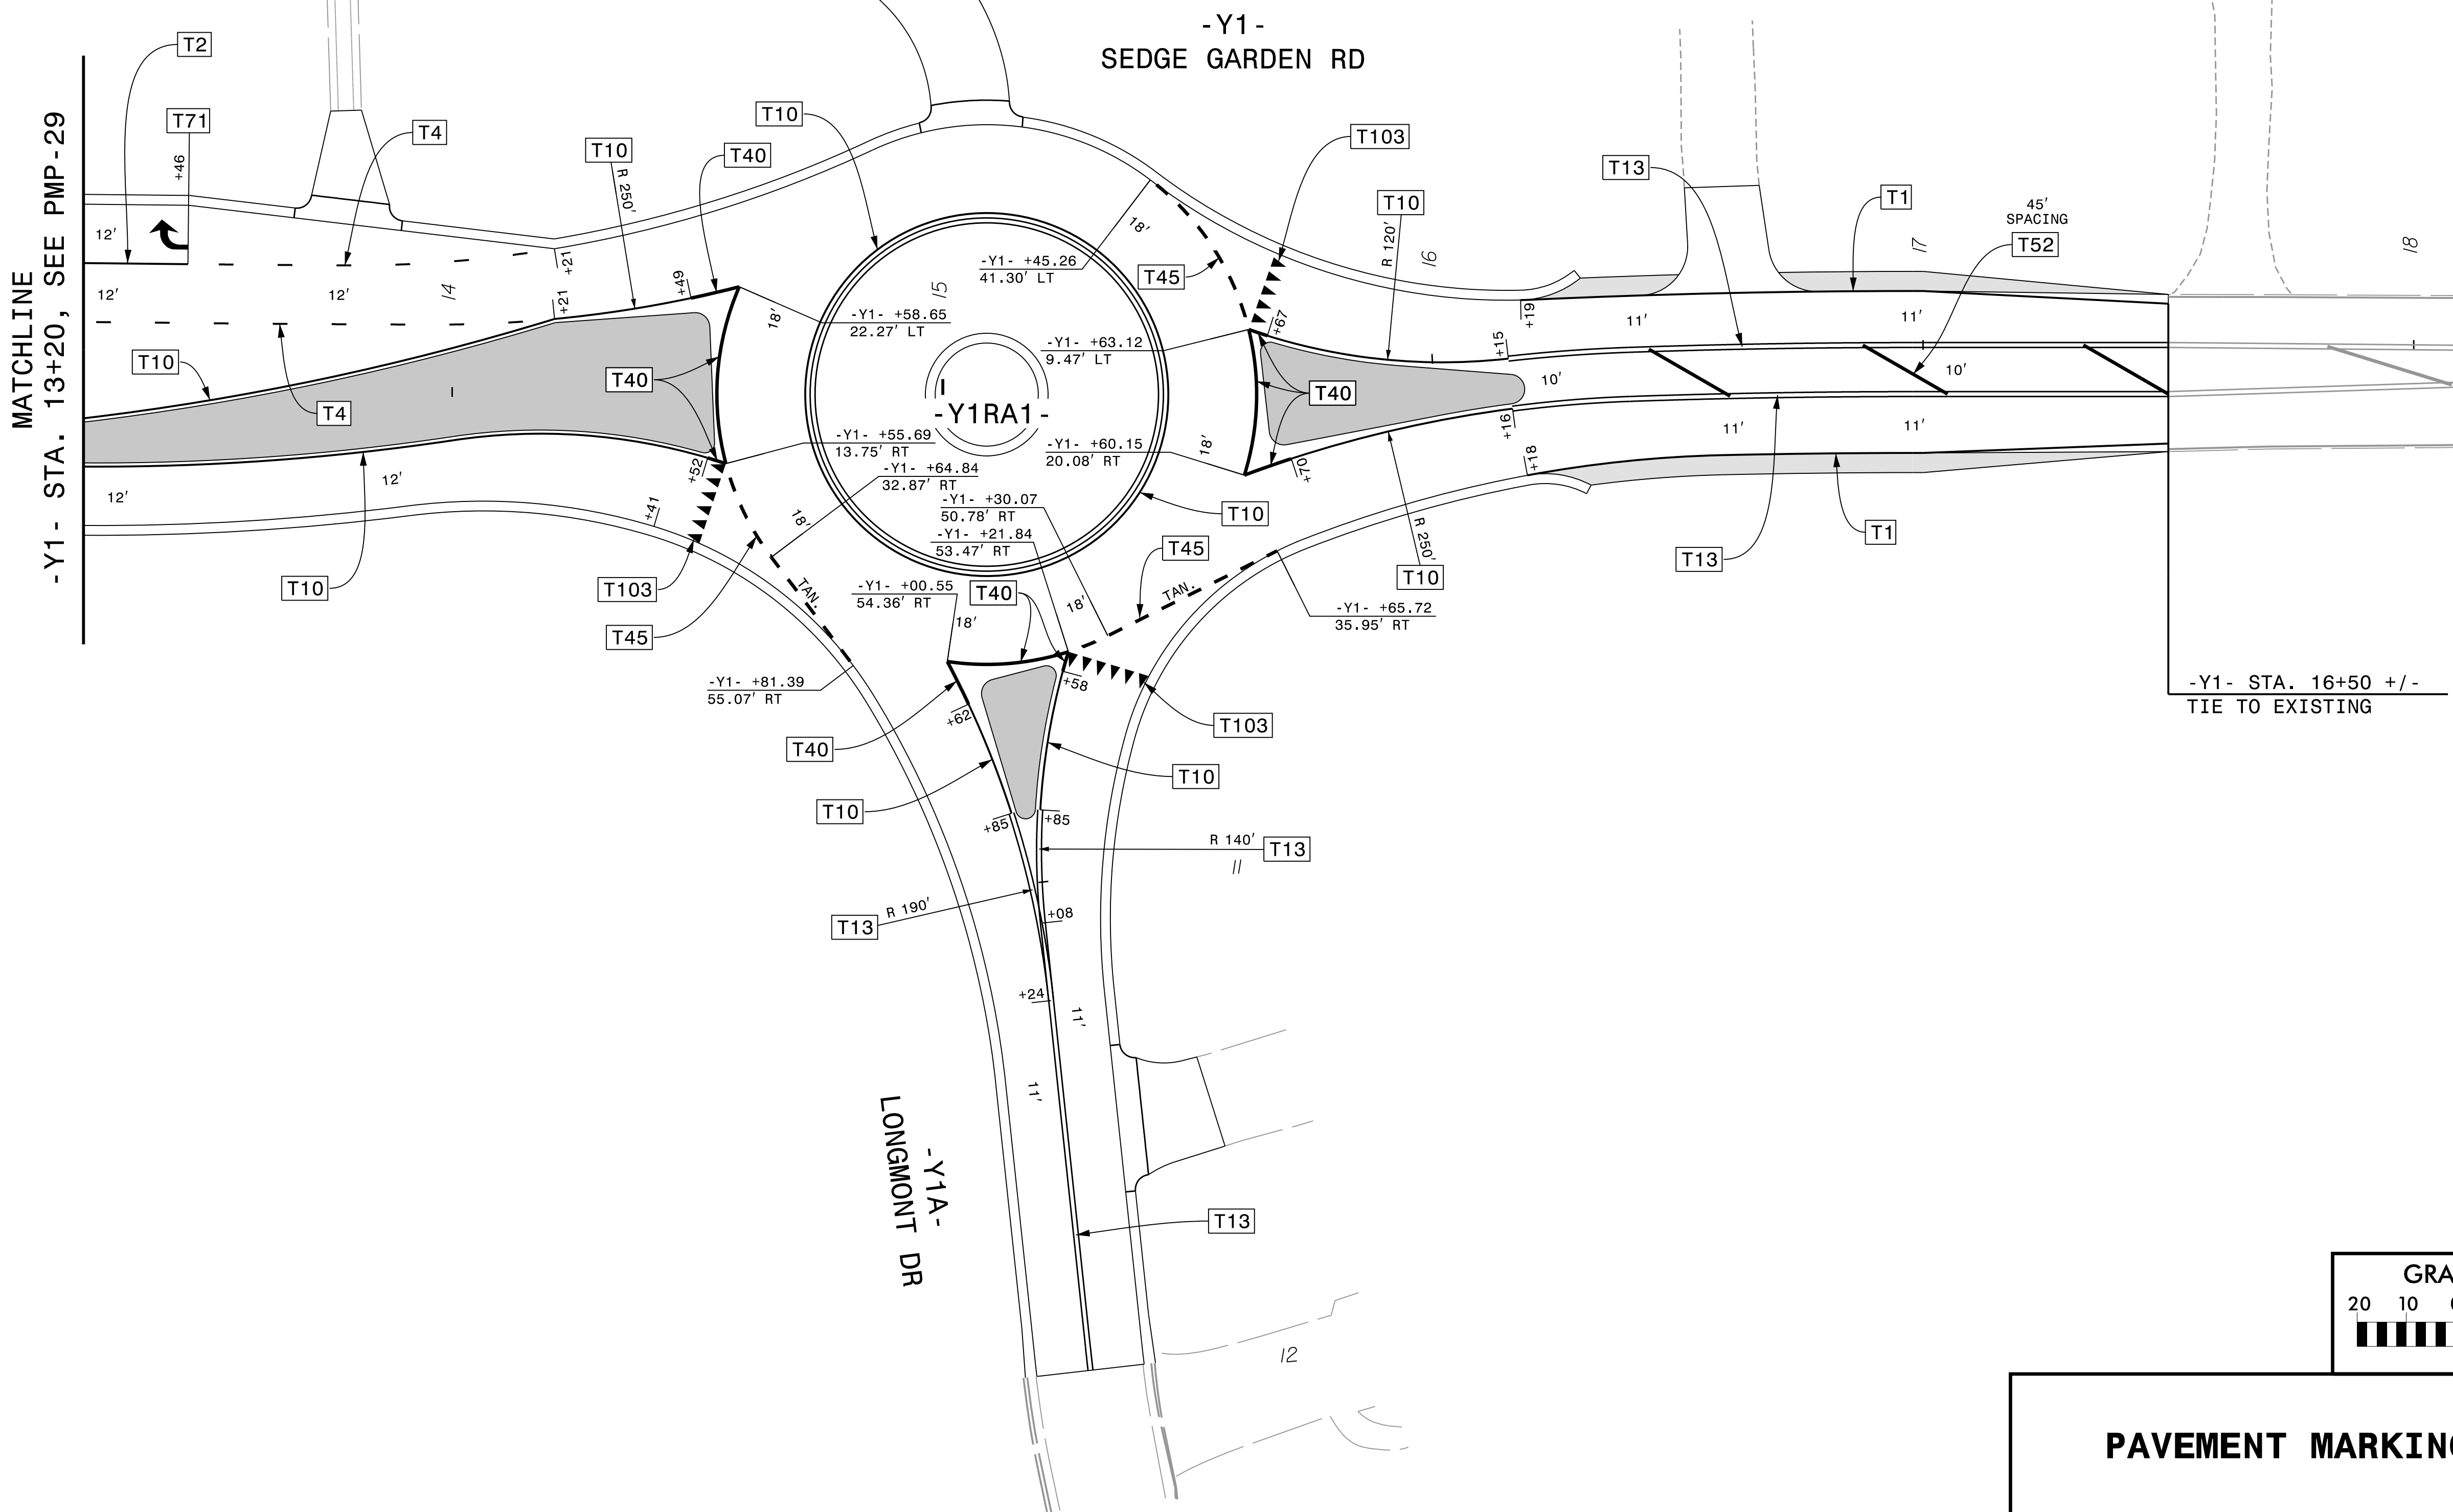 -Y1-
SEDGE GARDEN RD
MATCHLINE
-Y1- STA. 13+20, SEE PMP-29
T2
T71
+46
T4
12'
12'
12'
14
T10
T4
12'
12'
T10
+21
+21
T10
R 250'
T40
+49
T10
18'
T40
+52
+41
T103
T45
18'
TAN.
-Y1- +58.65
22.27' LT
-Y1- +45.26
41.30' LT
15
-Y1- +63.12
9.47' LT
1
-Y1RA1-
-Y1- +55.69
13.75' RT
-Y1- +60.15
20.08' RT
-Y1- +64.84
32.87' RT
-Y1- +30.07
50.78' RT
-Y1- +21.84
53.47' RT
-Y1- +00.55
54.36' RT
T40
18'
18'
18'
T45
T103
+67
18'
T40
+70
T10
T45
TAN.
-Y1- +65.72
35.95' RT
T10
R 120'
16
+15
+19
10'
+16
+18
R 250'
T10
T13
11'
11'
T1
17
45'
SPACING
T52
10'
11'
11'
T13
T1
18
-Y1- STA. 16+50 +/-
TIE TO EXISTING
-Y1- +81.39
55.07' RT
+58
+62
T103
T40
T10
T10
+85
+85
R 140'
T13
11
R 190'
T13
+08
+24
11'
11'
-Y1A-
LONGMONT DR
T13
12
GRA
20 10
PAVEMENT MARKING